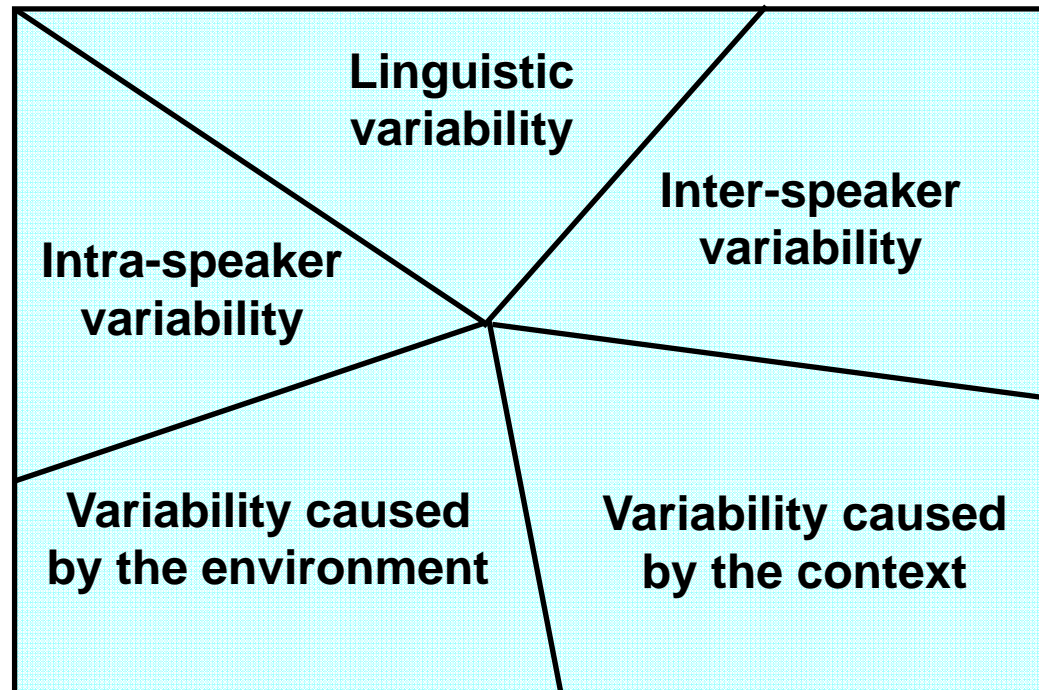 Linguistic
variability
Inter-speaker
variability
Intra-speaker
variability
Variability caused
by the environment
Variability caused
by the context